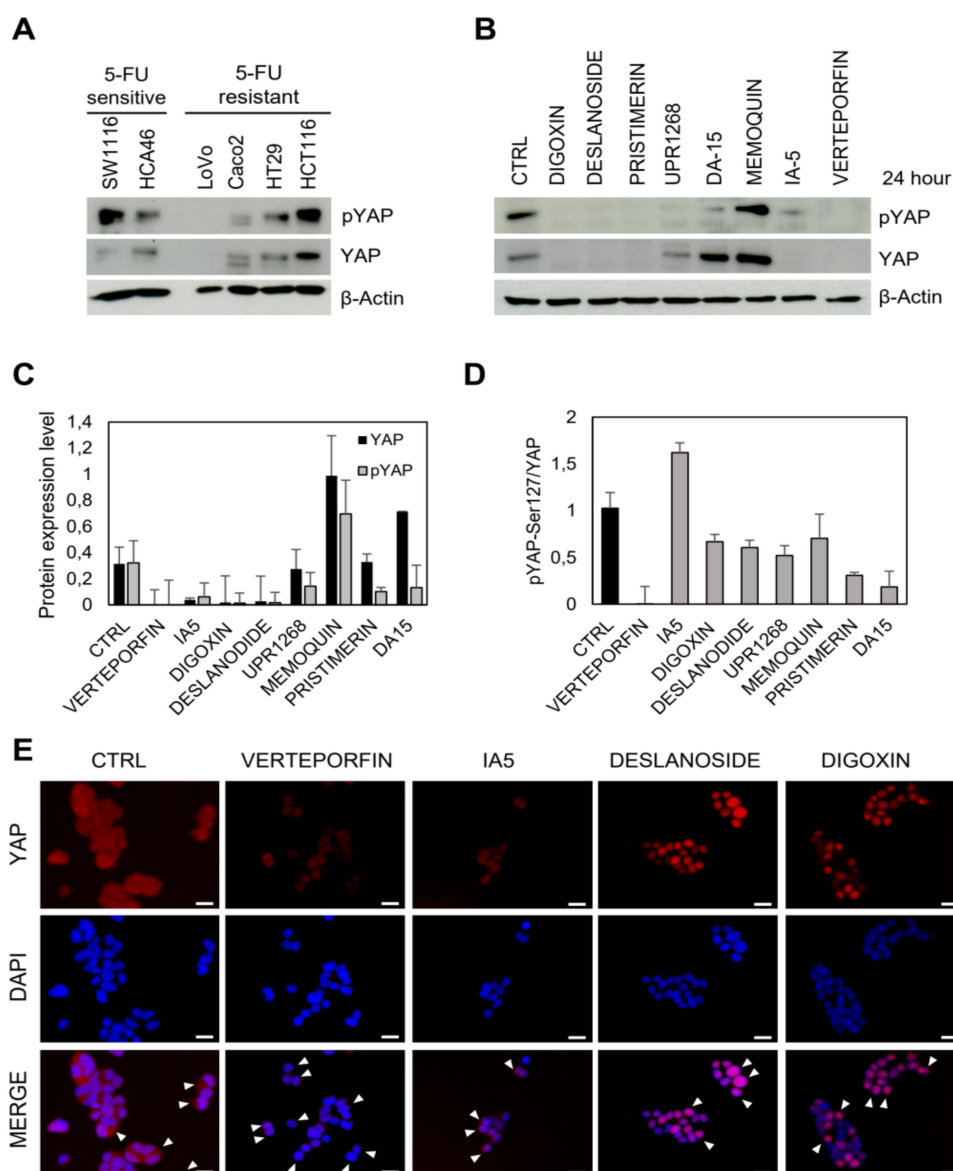 A
5-FU sensitive
5-FU resistant
SW1116
HCA46
LoVo
Caco2
HT29
HCT116
pYAP
YAP
β-Actin
B
CTRL
DIGOXIN
DESLANOSIDE
PRISTIMERIN
UPR1268
DA-15
MEMOQUIN
IA-5
VERTEPORFIN
24 hour
pYAP
YAP
β-Actin
C
Protein expression level
1,4
1,2
1
0,8
0,6
0,4
0,2
0
YAP
pYAP
CTRL
VERTEPORFIN
IA5
DIGOXIN
DESLANODIDE
UPR1268
MEMOQUIN
PRISTIMERIN
DA15
D
pYAP-Ser127/YAP
2
1,5
1
0,5
0
CTRL
VERTEPORFIN
IA5
DIGOXIN
DESLANODIDE
UPR1268
MEMOQUIN
PRISTIMERIN
DA15
E
CTRL
VERTEPORFIN
IA5
DESLANOSIDE
DIGOXIN
YAP
DAPI
MERGE